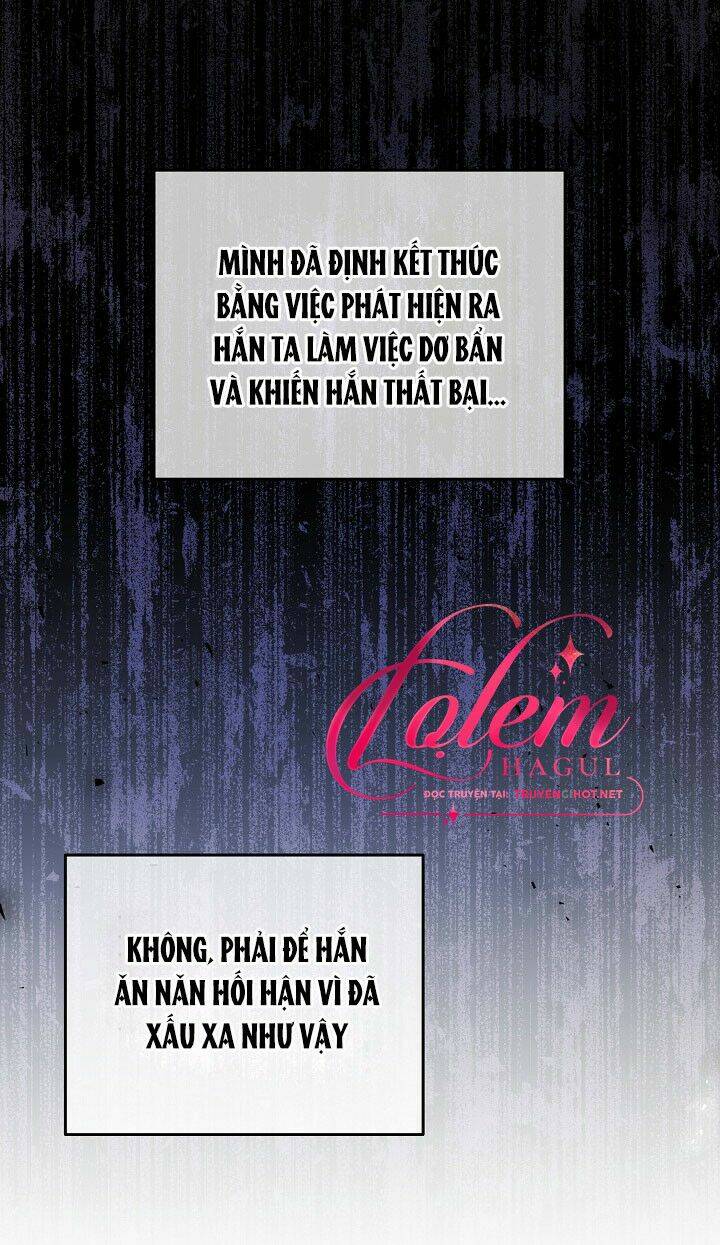 MÌNH ĐÃ ĐỊNH KẾT THÚC
BẰNG VIỆC PHÁT HIỆN RA
HẮN TA LÀM VIỆC DƠ BẨN
VÀ KHIẾN HẮN THẤT BẠI...
Lọlem
HAGUL
ĐỌC TRUYỆN TẠI: TRUYENCIHOT.NET
KHÔNG, PHẢI ĐỂ HẮN
ĂN NĂN HỐI HẬN VÌ ĐÃ
XẤU XA NHƯ VẬY